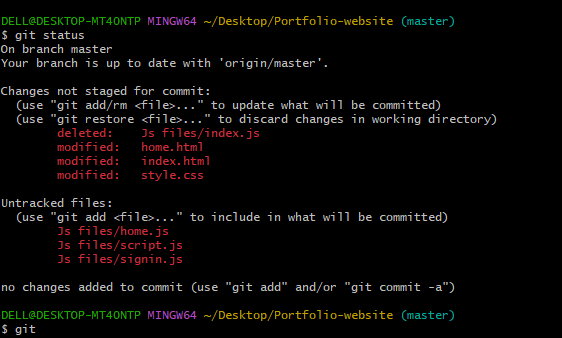 DELL@DESKTOP-MT4ONTP MINGW64 ~/Desktop/Portfolio-website (master)
$ git status
On branch master
Your branch is up to date with 'origin/master'.
Changes not staged for commit:
(use "git add/rm <file>..." to update what will be committed)
(use "git restore <file>..." to discard changes in working directory)
deleted: Js files/index.js
modified: home.html
modified: index.html
modified: style.css
Untracked files:
(use "git add <file>..." to include in what will be committed)
Js files/home.js
Js files/script.js
Js files/signin.js
no changes added to commit (use "git add" and/or "git commit -a")
DELL@DESKTOP-MT4ONTP MINGW64 ~/Desktop/Portfolio-website (master)
$ git